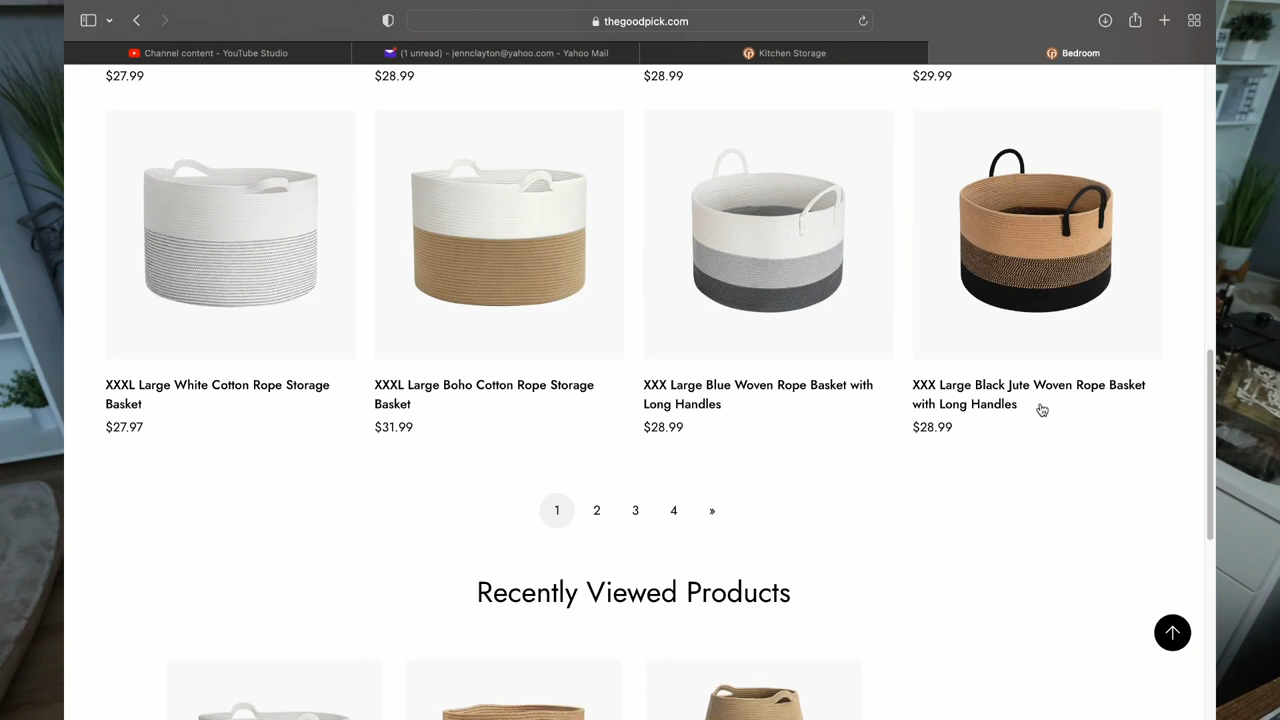 thegoodpick.com
Channel content - YouTube Studio
(1 unread) - jennclayton@yahoo.com - Yahoo Mail
Kitchen Storage
Bedroom
$27.99
$28.99
$28.99
$29.99
XXXL Large White Cotton Rope Storage
Basket
$27.97
XXXL Large Boho Cotton Rope Storage
Basket
$31.99
XXX Large Blue Woven Rope Basket with
Long Handles
$28.99
XXX Large Black Jute Woven Rope Basket
with Long Handles
$28.99
1 2 3 4 »
Recently Viewed Products